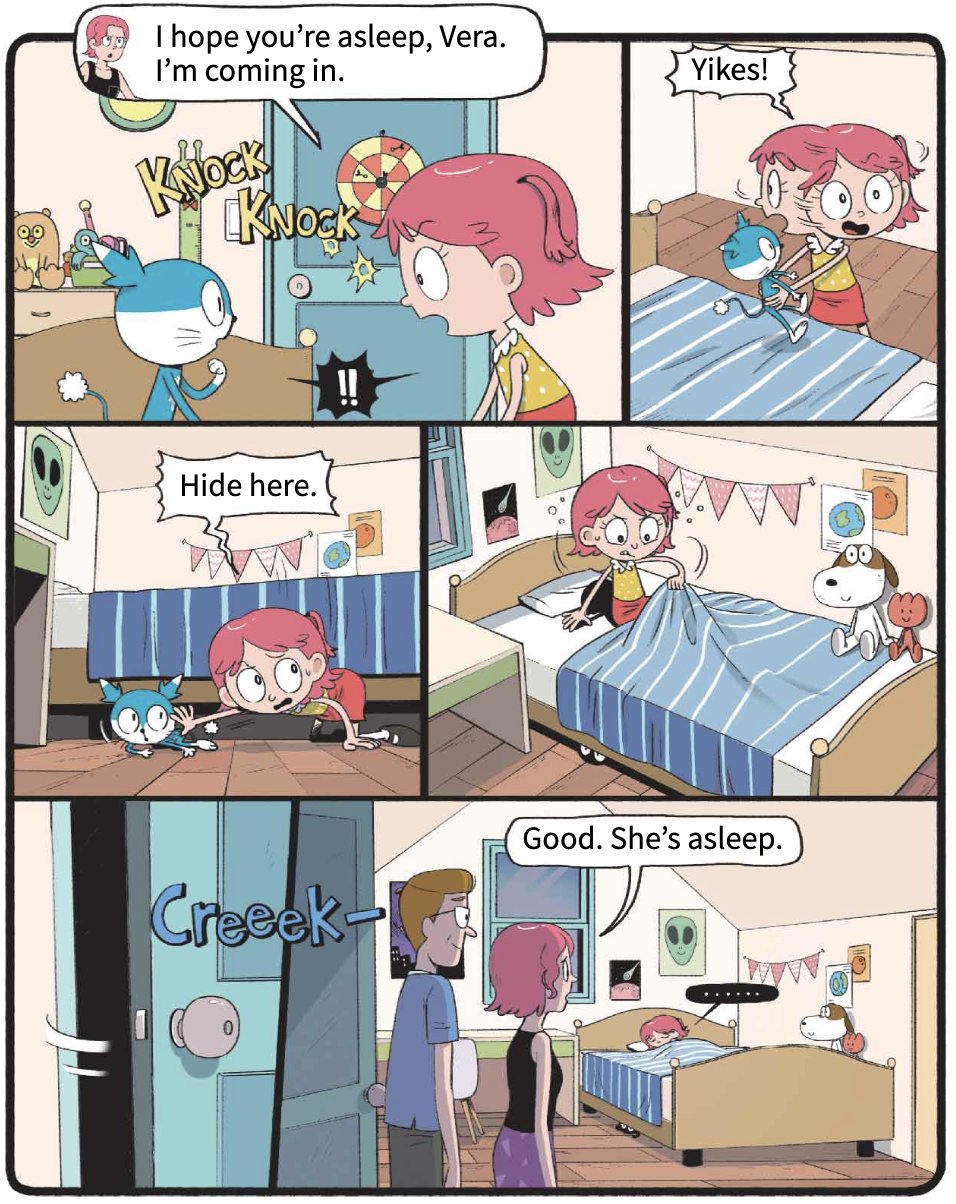 I hope you're asleep, Vera.
I'm coming in.
KNOCK
KNOCK
!!
Yikes!
Hide here.
Good. She's asleep.
Creeek-
......